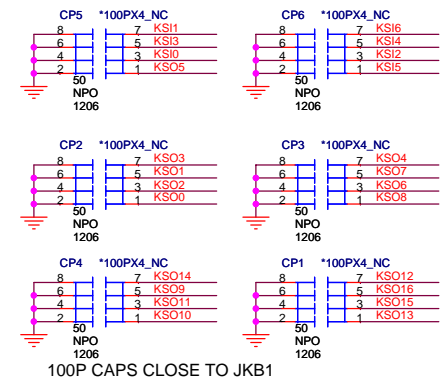 CP5 *100PX4_NC
8 7 KSI1
6 5 KSI3
4 3 KSI0
2 1 KSO5
50
NPO
1206
CP6 *100PX4_NC
8 7 KSI6
6 5 KSI4
4 3 KSI2
2 1 KSI5
50
NPO
1206
CP2 *100PX4_NC
8 7 KSO3
6 5 KSO1
4 3 KSO2
2 1 KSO0
50
NPO
1206
CP3 *100PX4_NC
8 7 KSO4
6 5 KSO7
4 3 KSO6
2 1 KSO8
50
NPO
1206
CP4 *100PX4_NC
8 7 KSO14
6 5 KSO9
4 3 KSO11
2 1 KSO10
50
NPO
1206
CP1 *100PX4_NC
8 7 KSO12
6 5 KSO16
4 3 KSO15
2 1 KSO13
50
NPO
1206
100P CAPS CLOSE TO JKB1